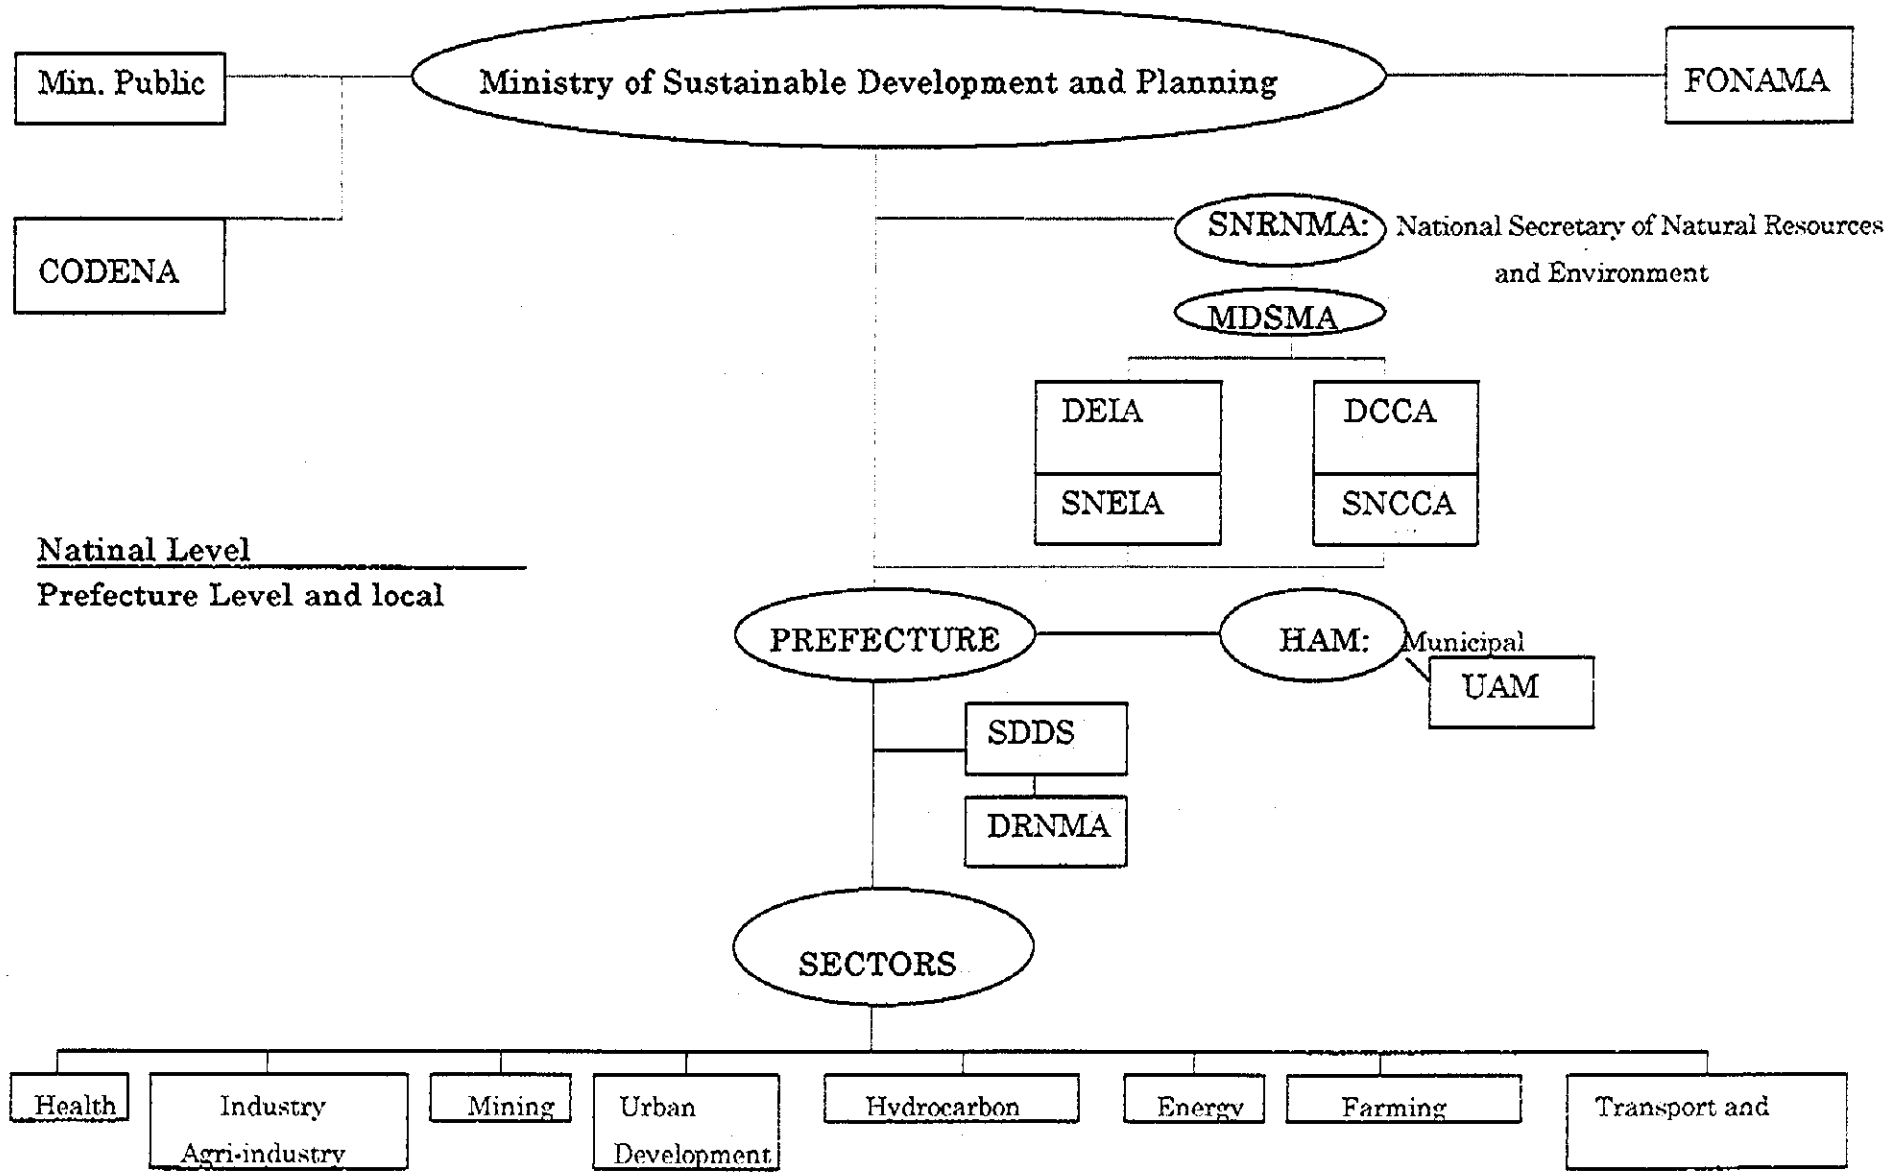 Min. Public
Ministry of Sustainable Development and Planning
FONAMA
CODENA
SNRNMA: National Secretary of Natural Resources
and Environment
MDSMA
DEIA
DCCA
SNEIA
SNCCA
Natinal Level
Prefecture Level and local
PREFECTURE
HAM: Municipal
UAM
SDDS
DRNMA
SECTORS
Health
Industry
Agri-industry
Mining
Urban
Development
Hydrocarbon
Energy
Farming
Transport and